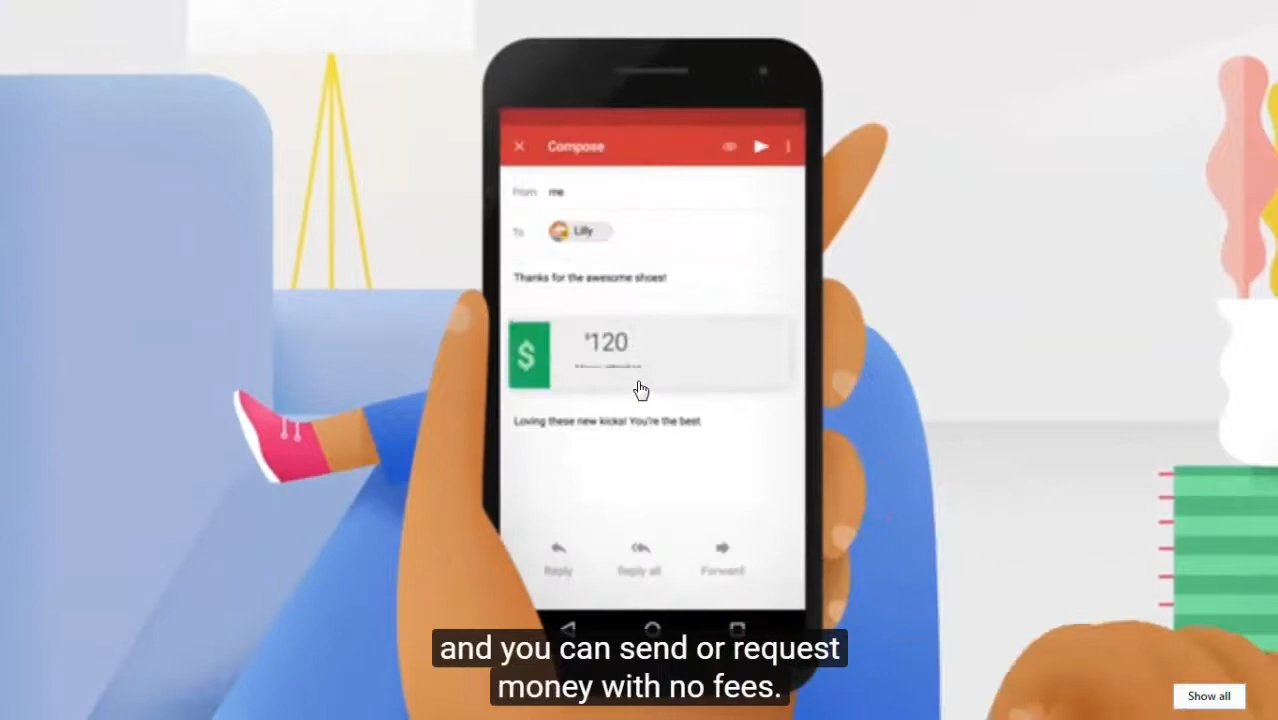 Compose
From me
To Lilly
Thanks for the awesome shoes!
$
$120
Loving these new kicks! You're the best
Reply Reply all Forward
and you can send or request
money with no fees.
Show all